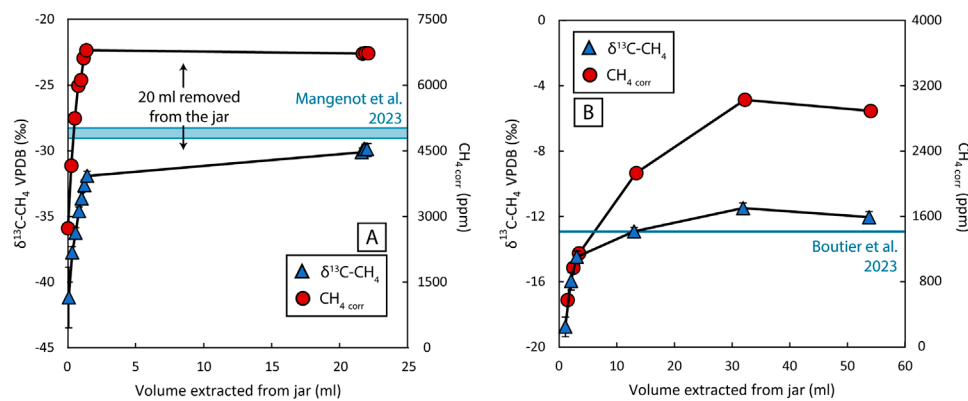 -20
-25
-30
-35
-40
-45
0
5
10
15
20
25
7500
6000
4500
3000
1500
0
δ¹³C-CH₄ VPDB (‰)
CH₄ corr (ppm)
Volume extracted from jar (ml)
20 ml removed
from the jar
Mangenot et al.
2023
A
δ¹³C-CH₄
CH₄ corr
0
-4
-8
-12
-16
-20
0
10
20
30
40
50
60
4000
3200
2400
1600
800
0
δ¹³C-CH₄ VPDB (‰)
CH₄ corr (ppm)
Volume extracted from jar (ml)
δ¹³C-CH₄
CH₄ corr
B
Boutier et al.
2023